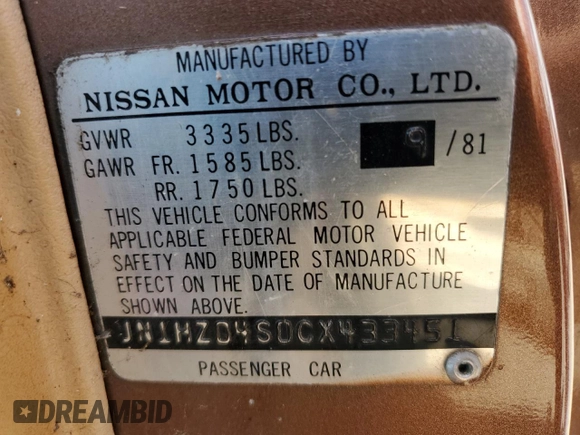 MANUFACTURED BY
NISSAN MOTOR CO., LTD.
GVWR 3335 LBS. 9 /81
GAWR FR. 1585 LBS.
RR. 1750 LBS.
THIS VEHICLE CONFORMS TO ALL
APPLICABLE FEDERAL MOTOR VEHICLE
SAFETY AND BUMPER STANDARDS IN
EFFECT ON THE DATE OF MANUFACTURE
SHOWN ABOVE.
JN1HZ04S0CX433451
PASSENGER CAR
DREAMBID